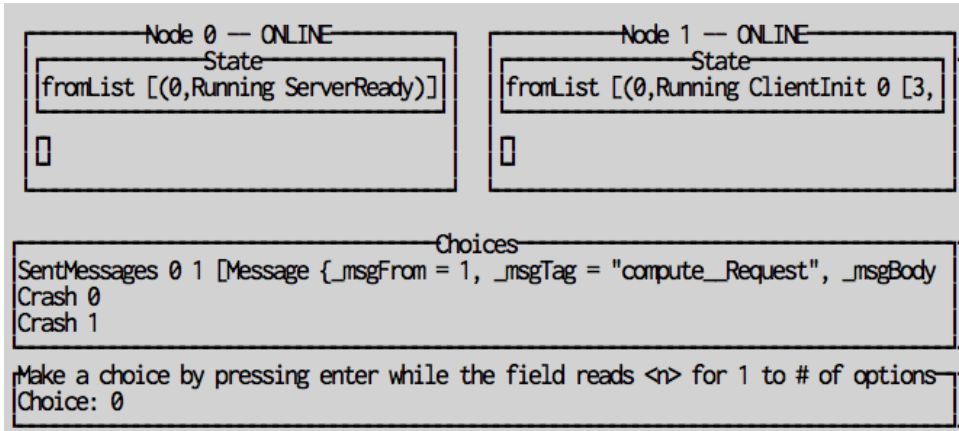 Node 0 — ONLINE
State
fromList [(0,Running ServerReady)]
Node 1 — ONLINE
State
fromList [(0,Running ClientInit 0 [3,
Choices
SentMessages 0 1 [Message {_msgFrom = 1, _msgTag = "compute__Request", _msgBody
Crash 0
Crash 1
Make a choice by pressing enter while the field reads <n> for 1 to # of options
Choice: 0